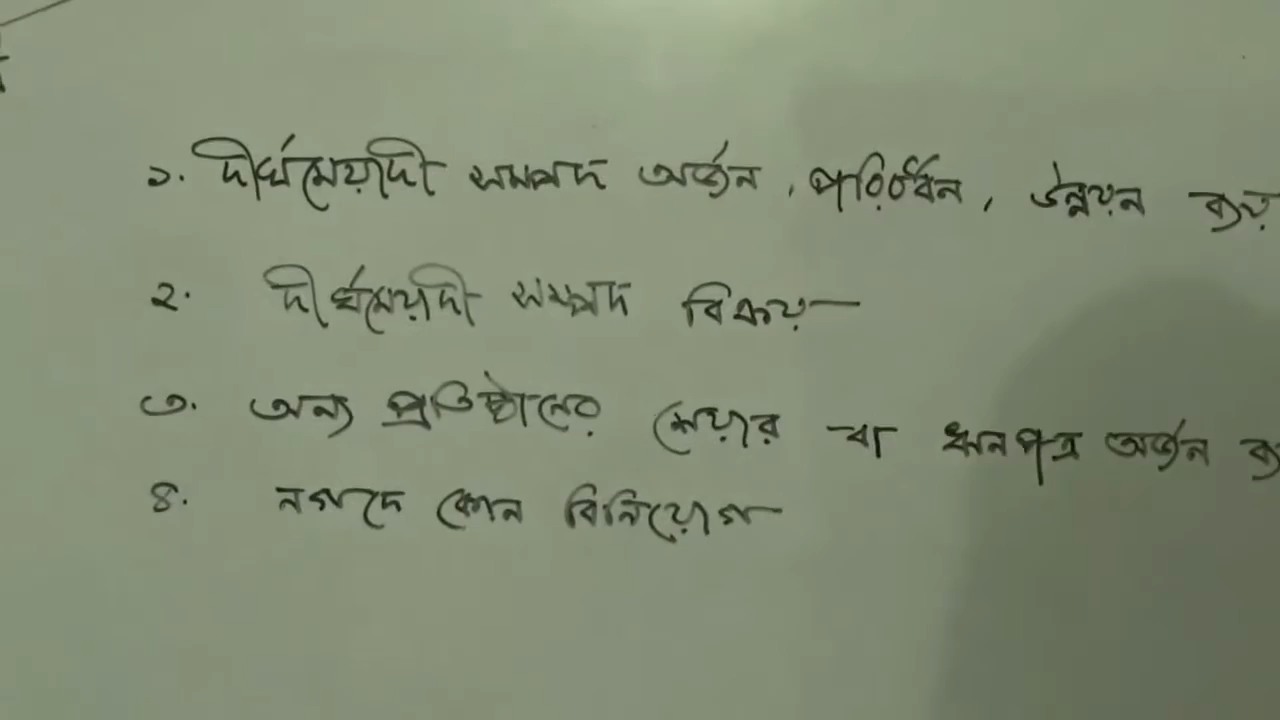 ১. দীর্ঘমেয়াদী সম্পদ অর্জন, পরিবর্ধন, উন্নয়ন ব্যয়
২. দীর্ঘমেয়াদী সম্পদ বিক্রয়
৩. অন্য প্রতিষ্ঠানের শেয়ার বা ঋনপত্র অর্জন
৪. নগদে কোন বিনিয়োগ